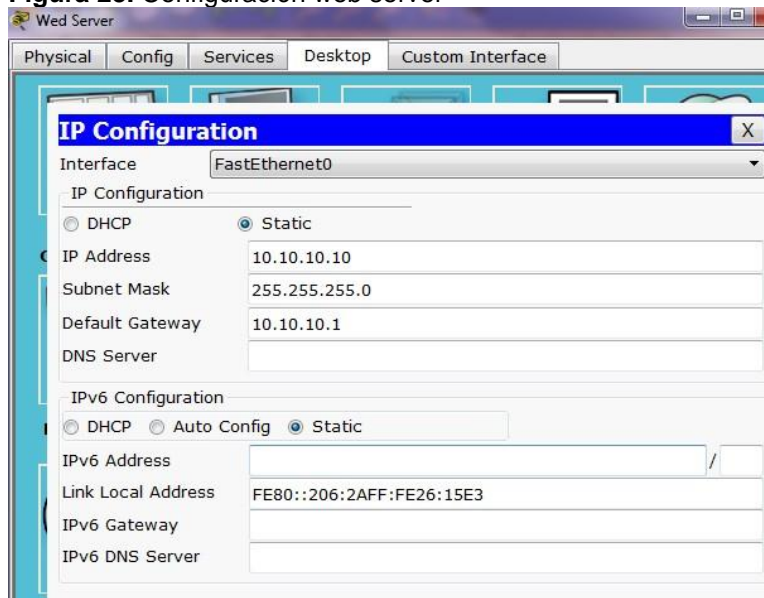 Wed Server
Physical Config Services Desktop Custom Interface
IP Configuration X
Interface FastEthernet0
IP Configuration
DHCP Static
IP Address 10.10.10.10
Subnet Mask 255.255.255.0
Default Gateway 10.10.10.1
DNS Server
IPv6 Configuration
DHCP Auto Config Static
IPv6 Address /
Link Local Address FE80::206:2AFF:FE26:15E3
IPv6 Gateway
IPv6 DNS Server